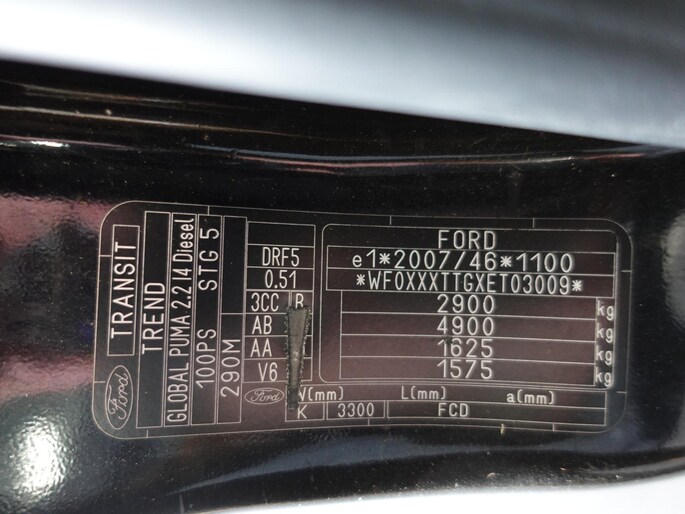 Ford
TRANSIT
TREND
GLOBAL PUMA 2.2 I4 Diesel
100PS STG 5
290M
DRF5
0.51
3CC B
AB
AA
V6
FORD
e1*2007/46*1100
*WF0XXXTTGXET03009*
2900 kg
4900 kg
1625 kg
1575 kg
Ford (mm) L(mm) a(mm)
K 3300 FCD